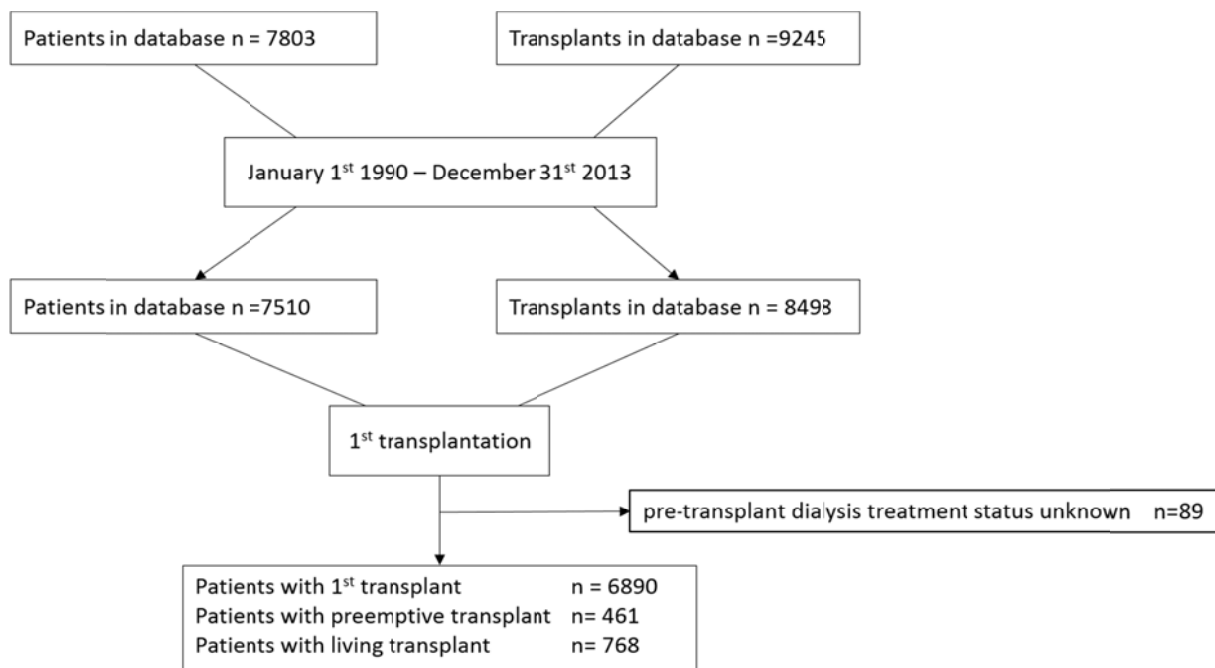 Patients in database n = 7803
Transplants in database n =9245
January 1st 1990 – December 31st 2013
Patients in database n =7510
Transplants in database n = 8498
1st transplantation
pre-transplant dialysis treatment status unknown n=89
Patients with 1st transplant n = 6890
Patients with preemptive transplant n= 461
Patients with living transplant n= 768